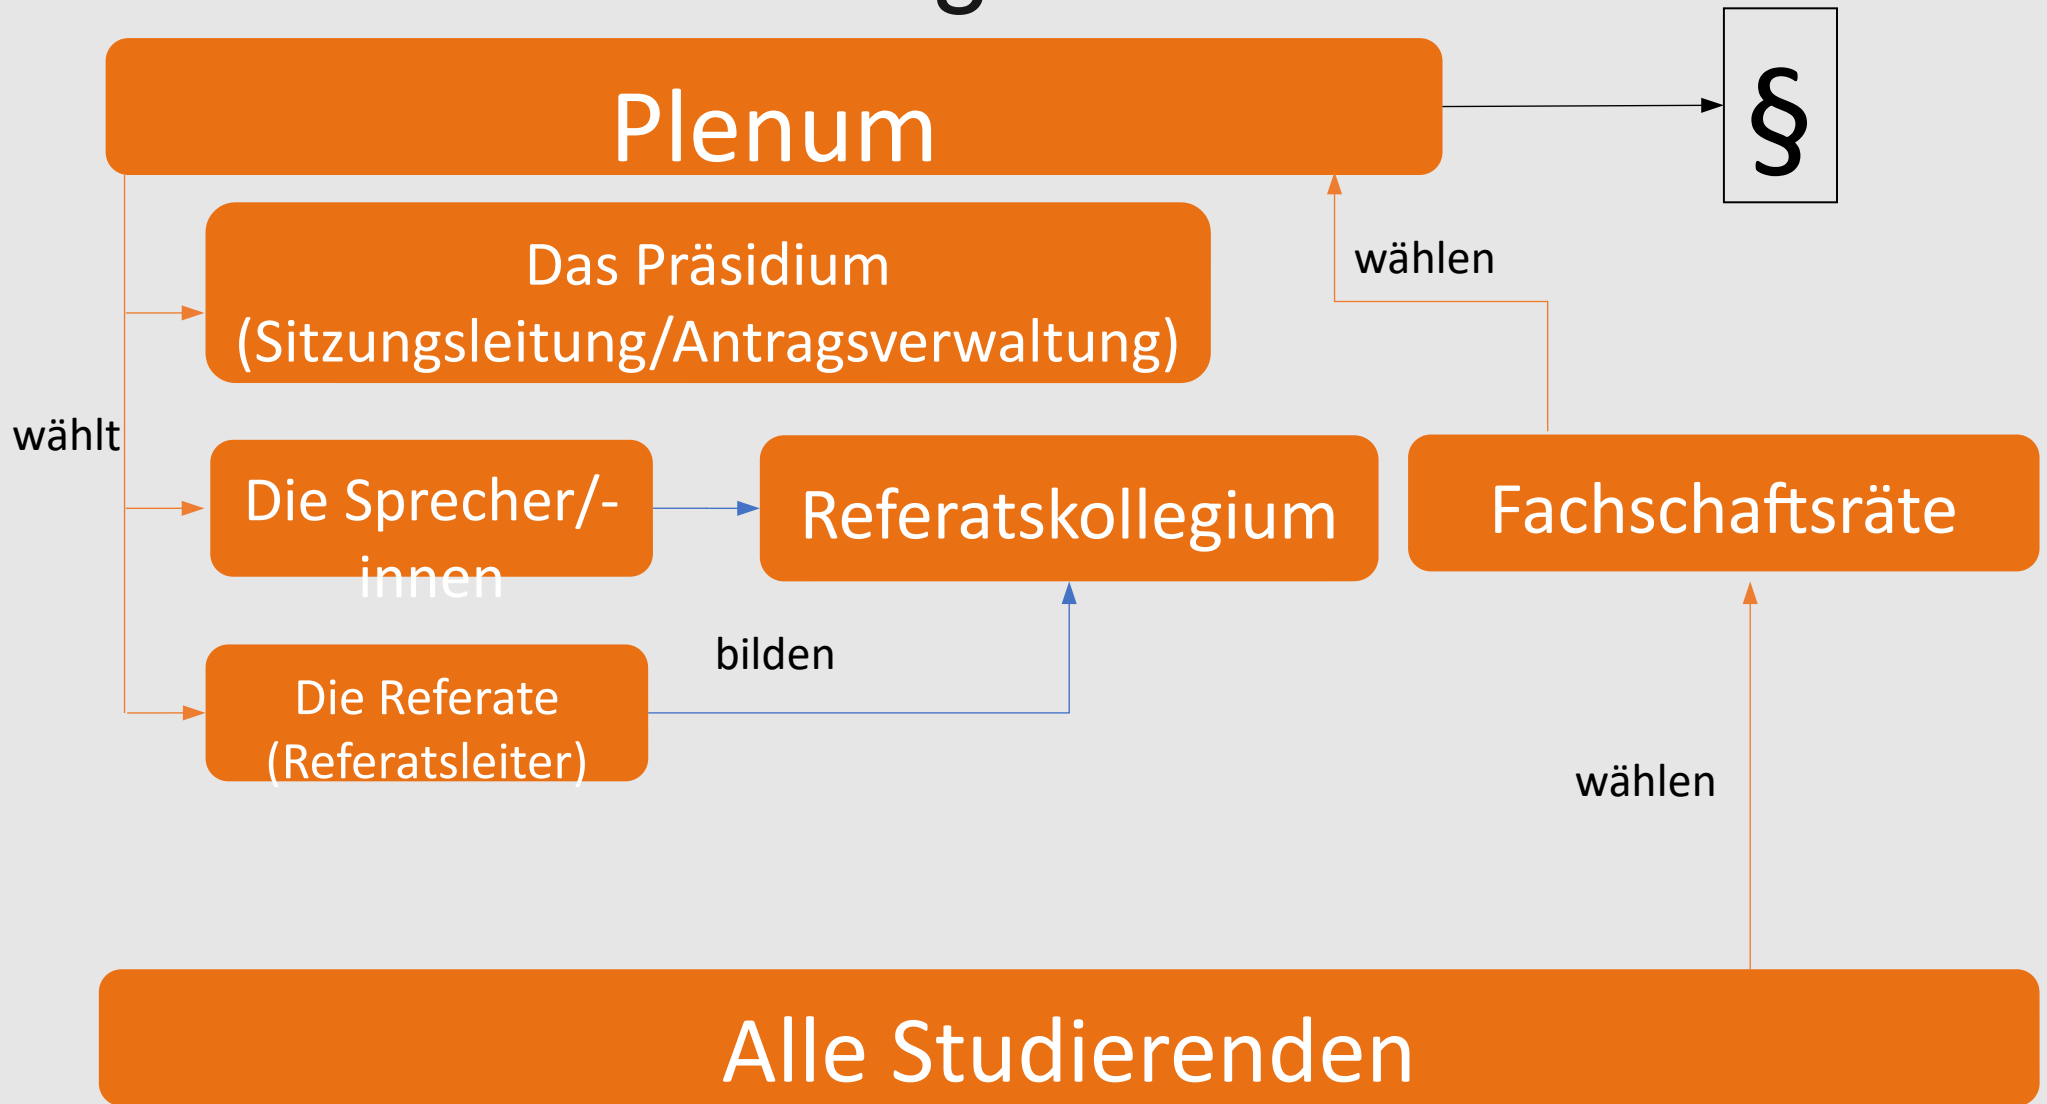 Plenum
§
Das Präsidium
(Sitzungsleitung/Antragsverwaltung)
wählen
wählt
Die Sprecher/-
innen
Referatskollegium
Fachschaftsräte
bilden
Die Referate
(Referatsleiter)
wählen
Alle Studierenden